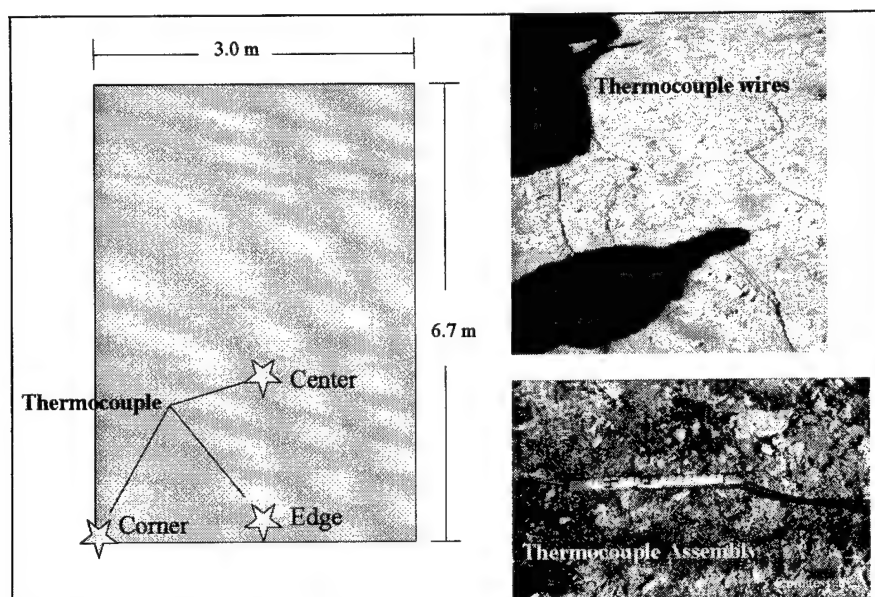 3.0 m
6.7 m
Center
Thermocouple
Corner
Edge
Thermocouple wires
Thermocouple Assembly